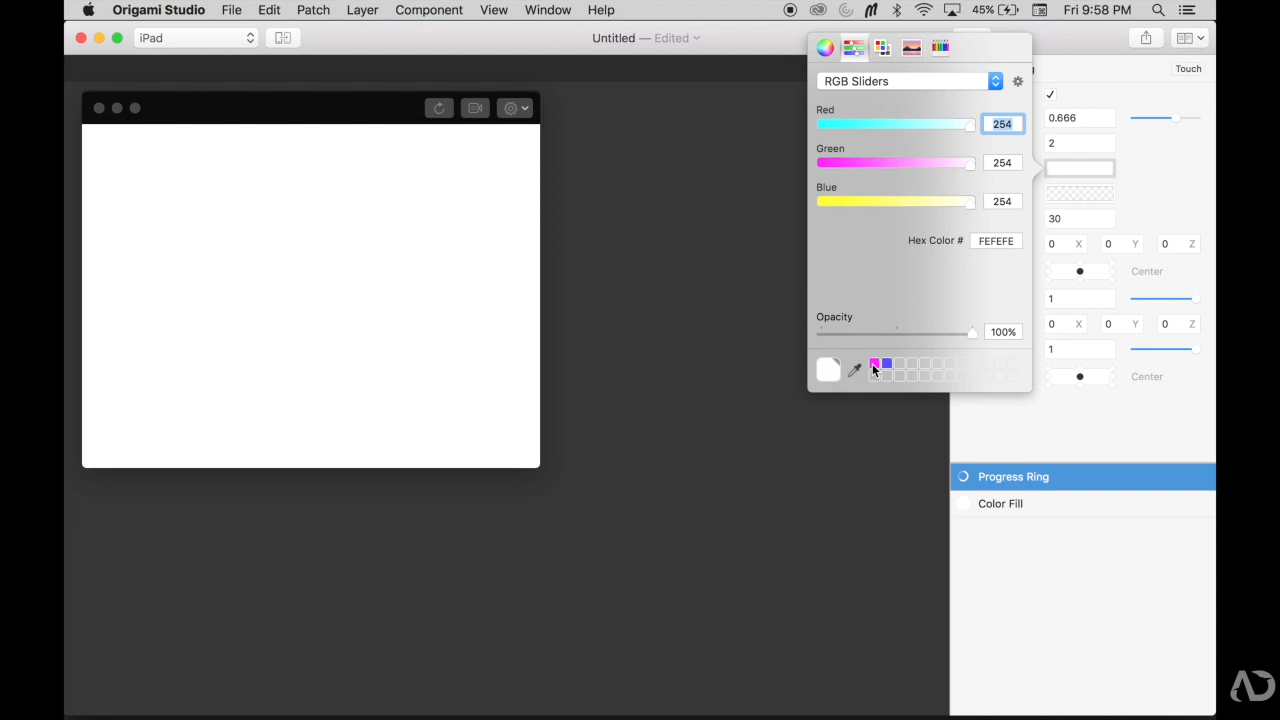 Origami Studio File Edit Patch Layer Component View Window Help 45% Fri 9:58 PM
iPad Untitled — Edited
Touch
RGB Sliders
Red
254
0.666
Green
254
2
Blue
254
Hex Color # FEFEFE
30
0 X 0 Y 0 Z
Center
1
Opacity
100%
0 X 0 Y 0 Z
1
Center
Progress Ring
Color Fill